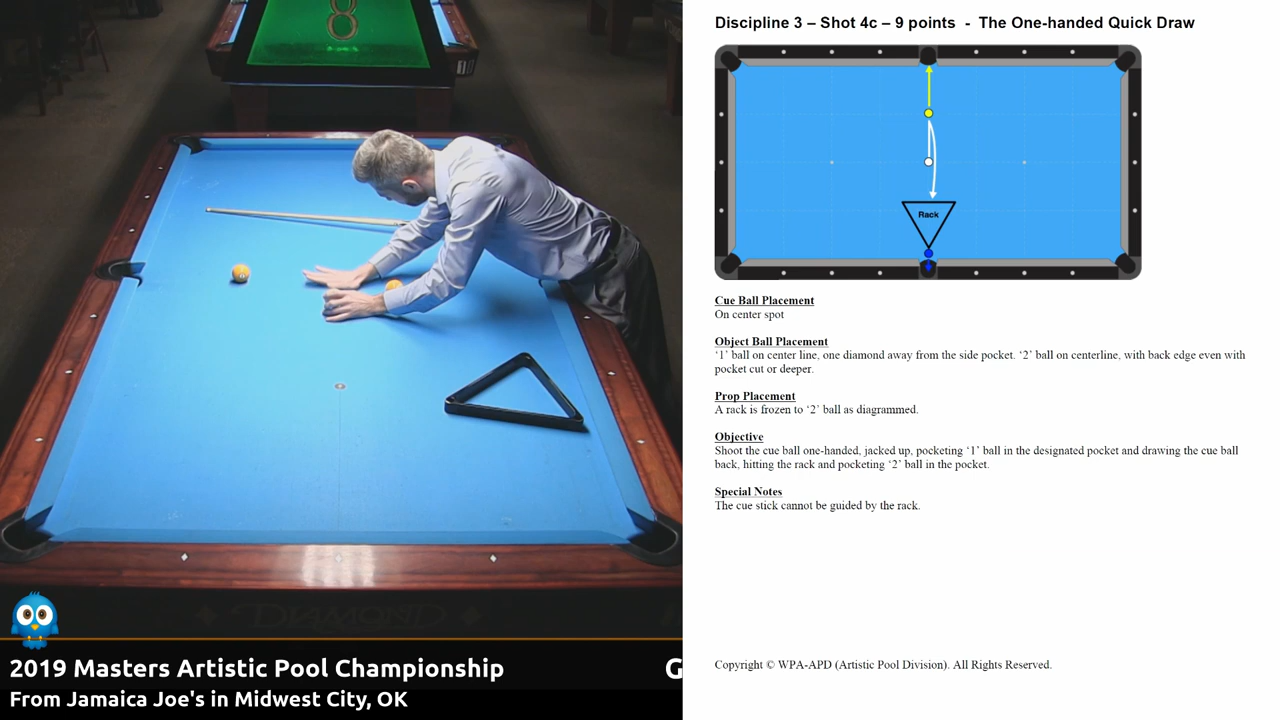 8
1
DIAMOND
2019 Masters Artistic Pool Championship
G
From Jamaica Joe's in Midwest City, OK
Discipline 3 – Shot 4c – 9 points - The One-handed Quick Draw
Rack
Cue Ball Placement
On center spot
Object Ball Placement
‘1’ ball on center line, one diamond away from the side pocket. ‘2’ ball on centerline, with back edge even with
pocket cut or deeper.
Prop Placement
A rack is frozen to ‘2’ ball as diagrammed.
Objective
Shoot the cue ball one-handed, jacked up, pocketing ‘1’ ball in the designated pocket and drawing the cue ball
back, hitting the rack and pocketing ‘2’ ball in the pocket.
Special Notes
The cue stick cannot be guided by the rack.
Copyright © WPA-APD (Artistic Pool Division). All Rights Reserved.